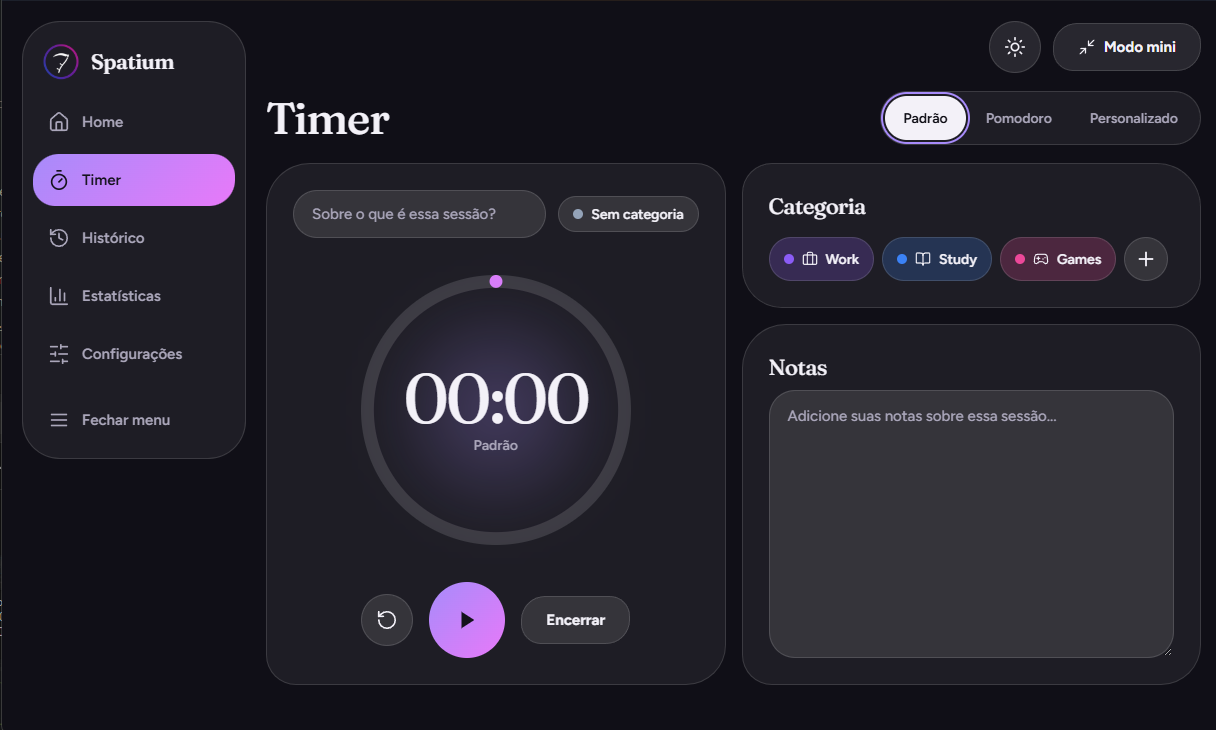 Spatium
Home
Timer
Histórico
Estatísticas
Configurações
Fechar menu
Modo mini
Timer
Padrão
Pomodoro
Personalizado
Sobre o que é essa sessão?
Sem categoria
00:00
Padrão
Encerrar
Categoria
Work
Study
Games
Notas
Adicione suas notas sobre essa sessão...